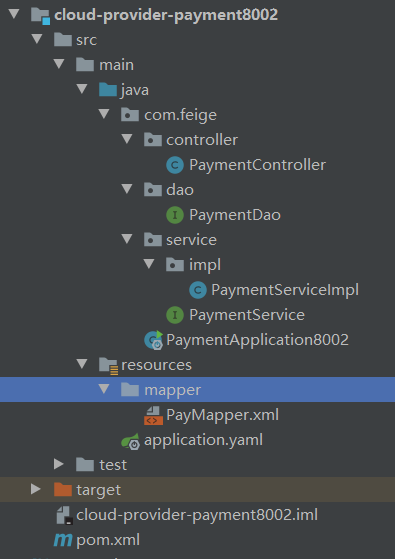 cloud-provider-payment8002
src
main
java
com.feige
controller
PaymentController
dao
PaymentDao
service
impl
PaymentServiceImpl
PaymentService
PaymentApplication8002
resources
mapper
PayMapper.xml
application.yaml
test
target
cloud-provider-payment8002.iml
pom.xml